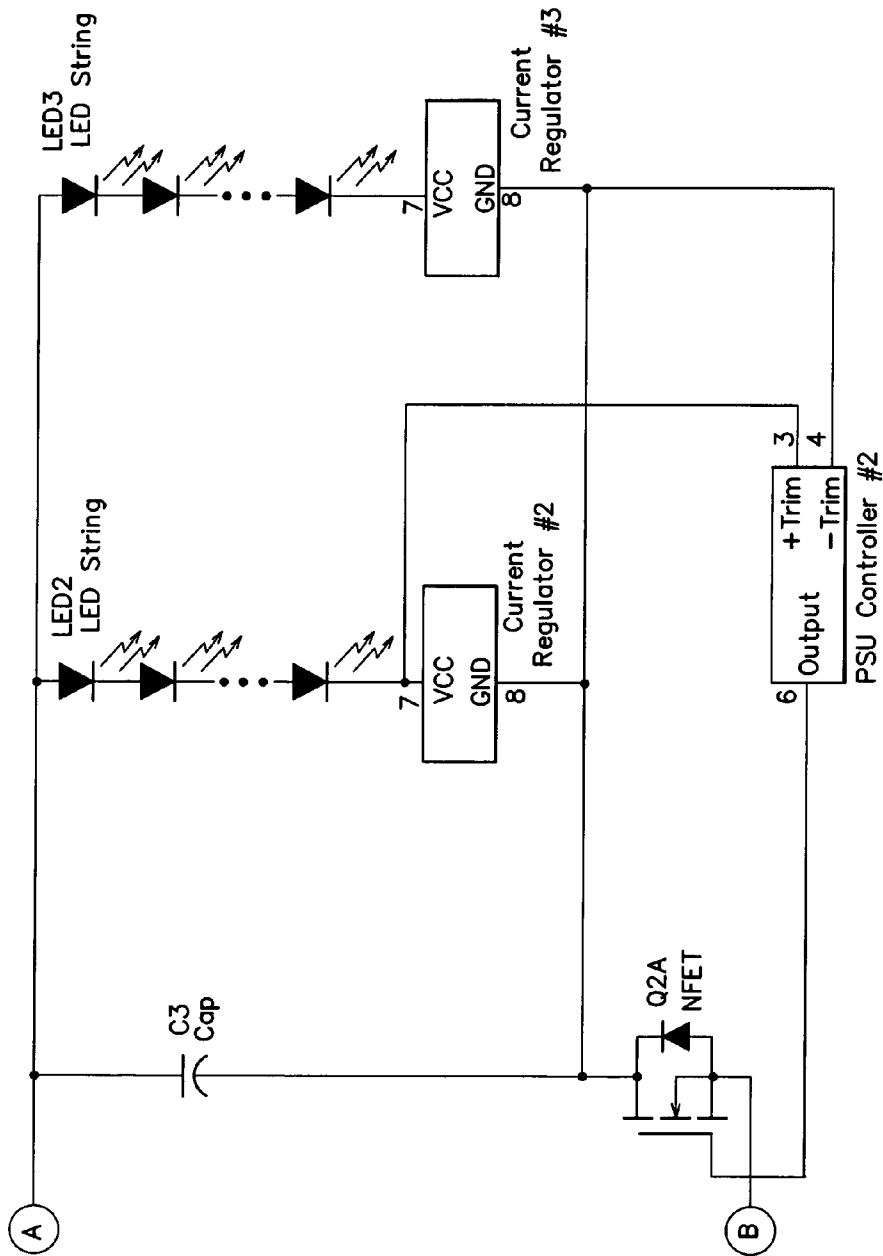 A
B
C3
Cap
Q2A
NFET
LED2
LED String
7
VCC
GND
8
Current
Regulator #2
LED3
LED String
7
VCC
GND
8
Current
Regulator #3
6
Output
+Trim
-Trim
3
4
PSU Controller #2